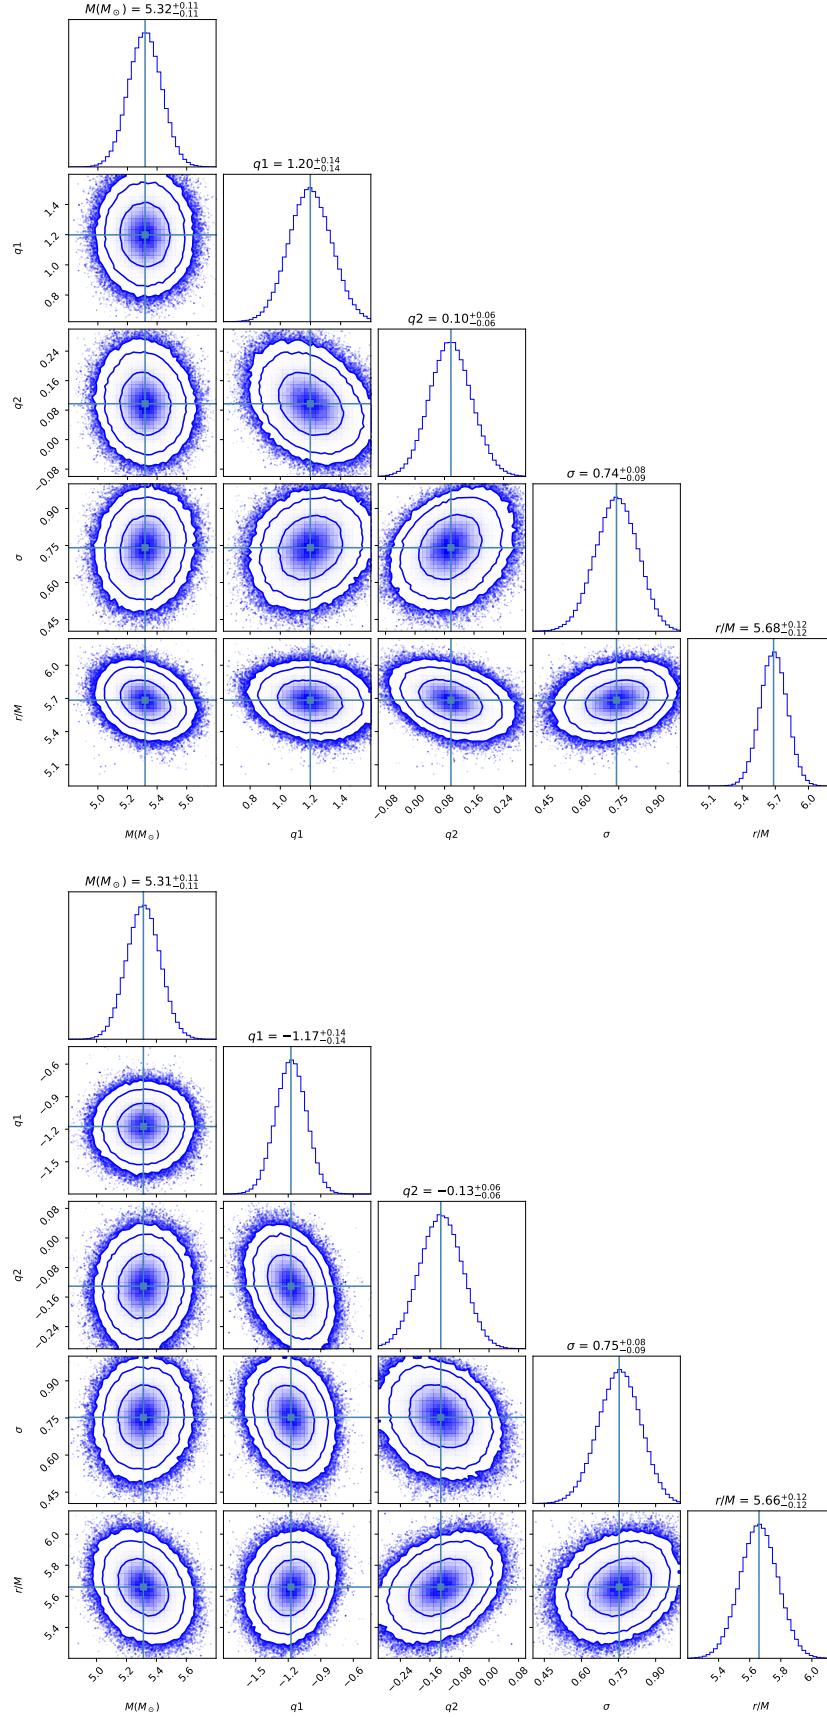 M(M⊙) = 5.32+0.11−0.11
q1 = 1.20+0.14−0.14
1.4
1.2
1.0
0.8
q1
q2 = 0.10+0.06−0.06
0.24
0.16
0.08
0.00
−0.08
q2
σ = 0.74+0.08−0.09
0.90
0.75
0.60
0.45
σ
r/M = 5.68+0.12−0.12
6.0
5.7
5.4
5.1
r/M
5.0 5.2 5.4 5.6 0.8 1.0 1.2 1.4 −0.08 0.00 0.08 0.16 0.24 0.45 0.60 0.75 0.90 5.1 5.4 5.7 6.0
M(M⊙) q1 q2 σ r/M
M(M⊙) = 5.31+0.11−0.11
q1 = −1.17+0.14−0.14
−0.6
−0.9
−1.2
−1.5
q1
q2 = −0.13+0.06−0.06
0.08
0.00
−0.08
−0.16
−0.24
q2
σ = 0.75+0.08−0.09
0.90
0.75
0.60
0.45
σ
r/M = 5.66+0.12−0.12
6.0
5.8
5.6
5.4
r/M
5.0 5.2 5.4 5.6 −1.5 −1.2 −0.9 −0.6 −0.24 −0.16 −0.08 0.00 0.08 0.45 0.60 0.75 0.90 5.4 5.6 5.8 6.0
M(M⊙) q1 q2 σ r/M